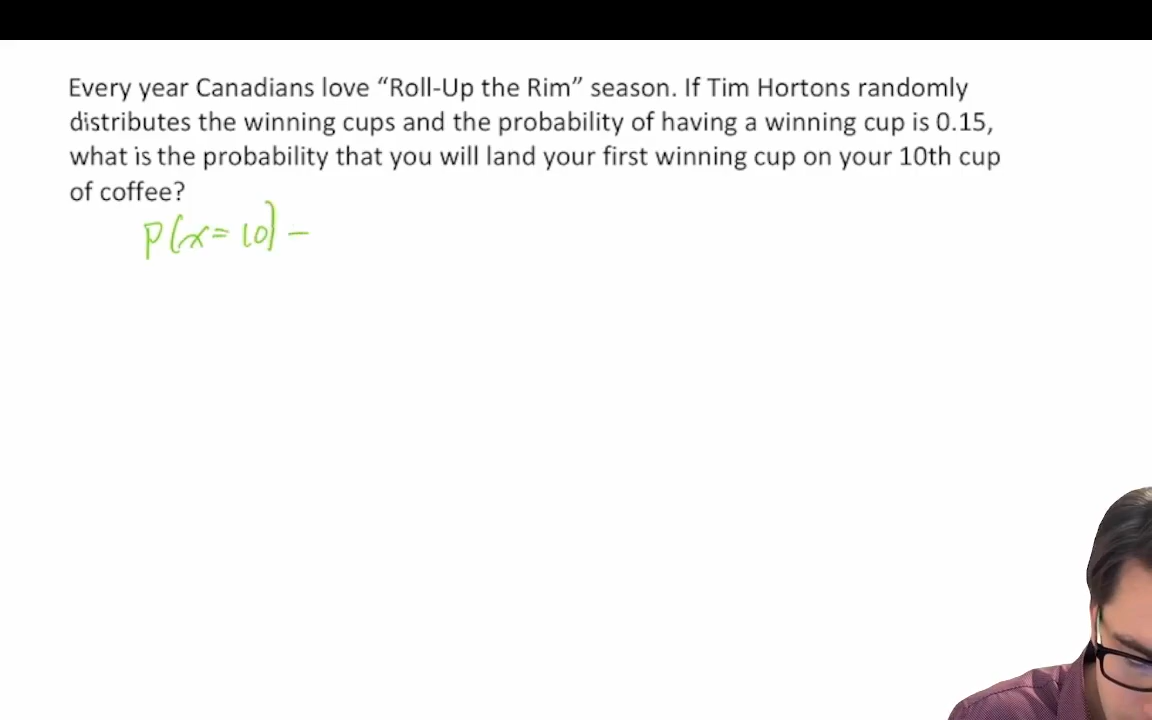 Every year Canadians love “Roll-Up the Rim” season. If Tim Hortons randomly
distributes the winning cups and the probability of having a winning cup is 0.15,
what is the probability that you will land your first winning cup on your 10th cup
of coffee?
P(x=10) -